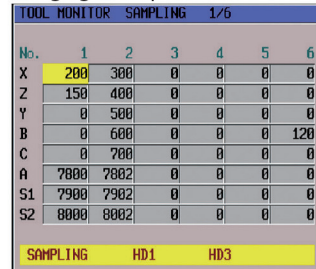 TOOL MONITOR SAMPLING 1/6
No. 1 2 3 4 5 6
X 200 300 0 0 0 0
Z 150 400 0 0 0 0
Y 0 500 0 0 0 0
B 0 600 0 0 0 120
C 0 700 0 0 0 0
A 7800 7802 0 0 0 0
S1 7900 7902 0 0 0 0
S2 8000 8002 0 0 0 0
SAMPLING HD1 HD3